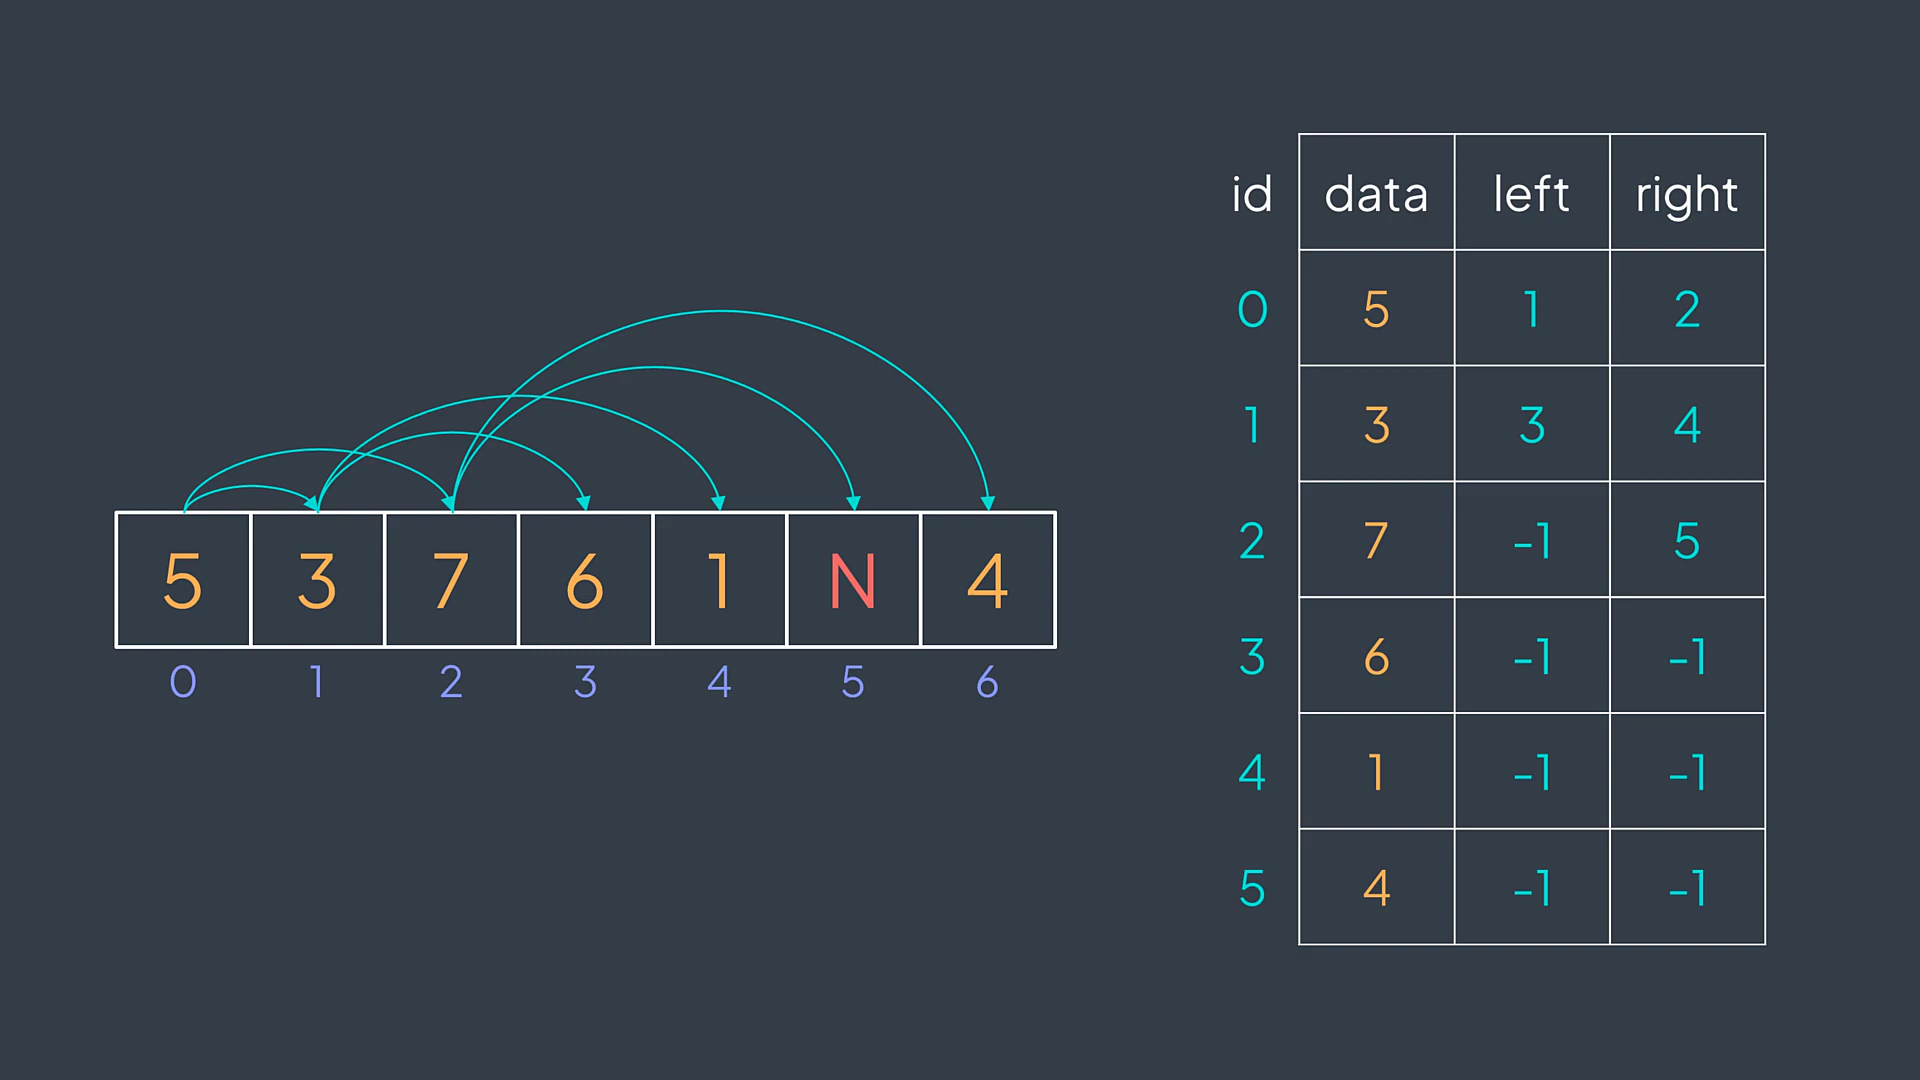 5 3 7 6 1 N 4
0 1 2 3 4 5 6
id data left right
0 5 1 2
1 3 3 4
2 7 -1 5
3 6 -1 -1
4 1 -1 -1
5 4 -1 -1